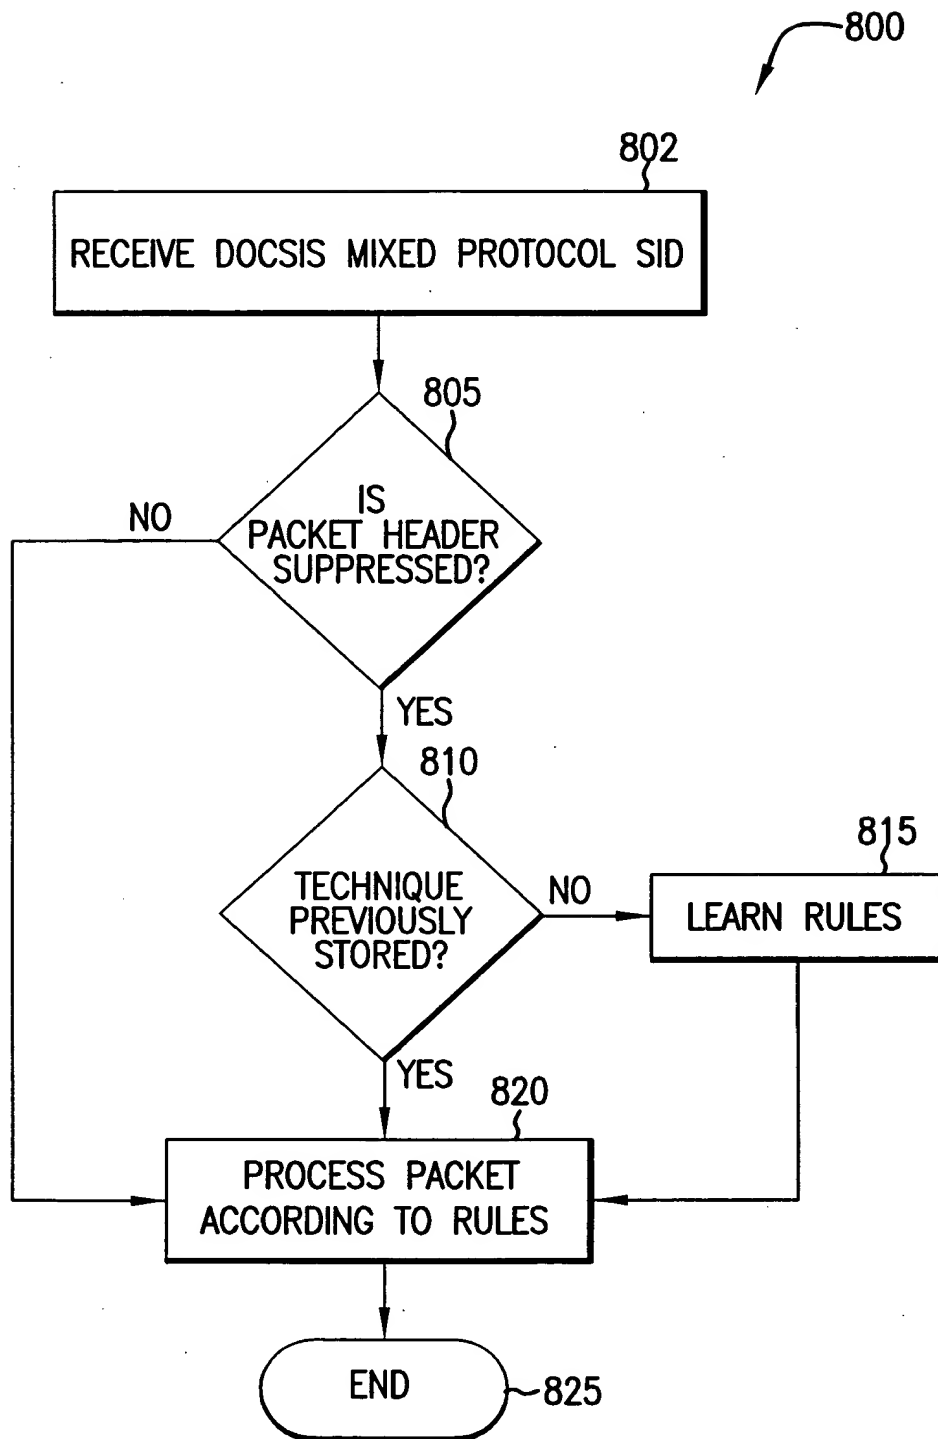 800
802
RECEIVE DOCSIS MIXED PROTOCOL SID
805
IS
PACKET HEADER
SUPPRESSED?
NO
YES
810
TECHNIQUE
PREVIOUSLY
STORED?
NO
815
LEARN RULES
YES
820
PROCESS PACKET
ACCORDING TO RULES
END
825